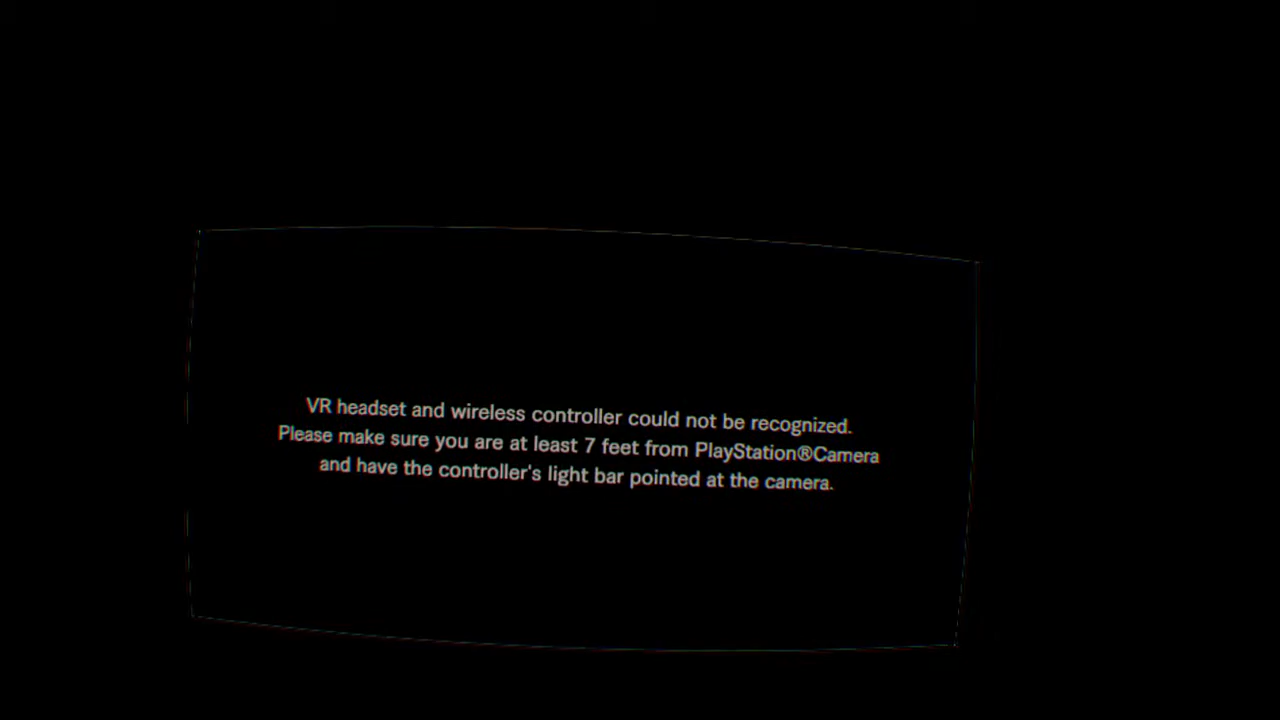 VR headset and wireless controller could not be recognized.
Please make sure you are at least 7 feet from PlayStation®Camera
and have the controller's light bar pointed at the camera.